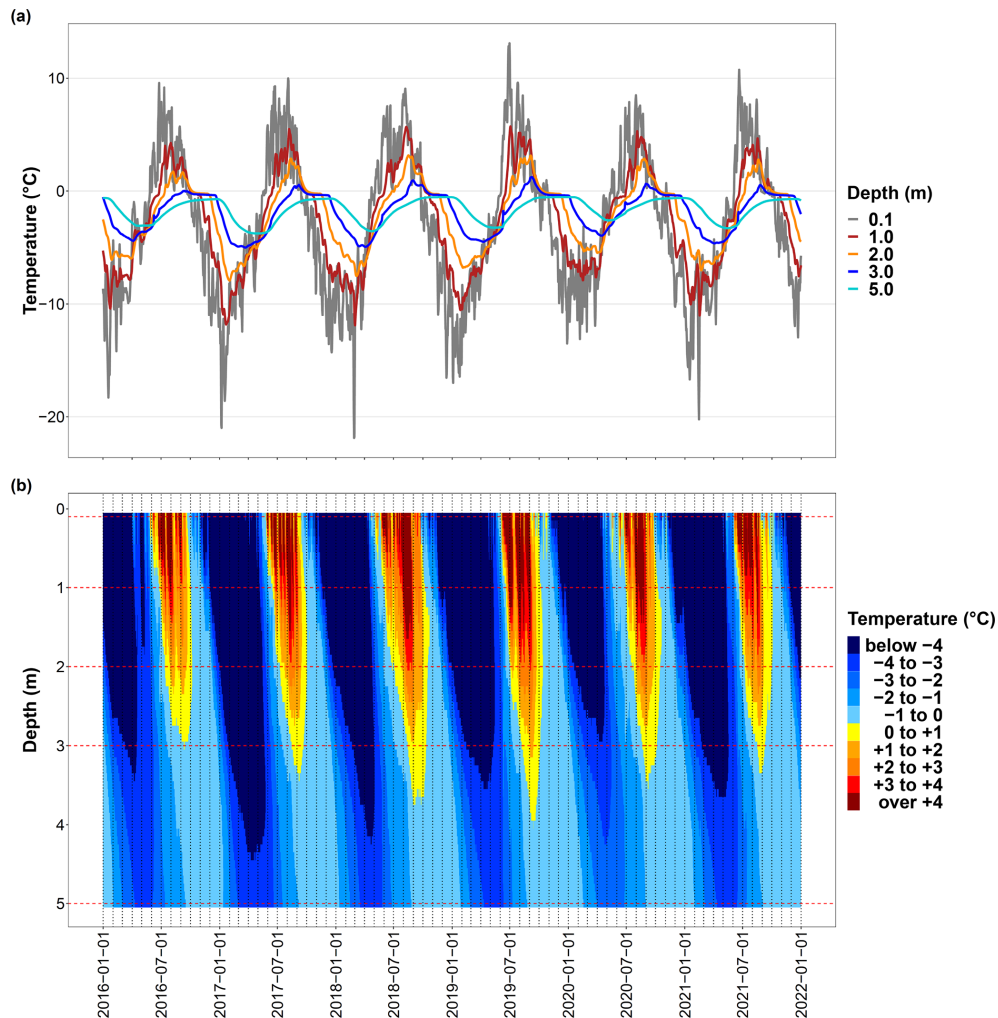 (a)
10
0
−10
−20
Temperature (°C)
Depth (m)
0.1
1.0
2.0
3.0
5.0
(b)
0
1
2
3
4
5
Depth (m)
2016−01−01
2016−07−01
2017−01−01
2017−07−01
2018−01−01
2018−07−01
2019−01−01
2019−07−01
2020−01−01
2020−07−01
2021−01−01
2021−07−01
2022−01−01
Temperature (°C)
below −4
−4 to −3
−3 to −2
−2 to −1
−1 to 0
0 to +1
+1 to +2
+2 to +3
+3 to +4
over +4